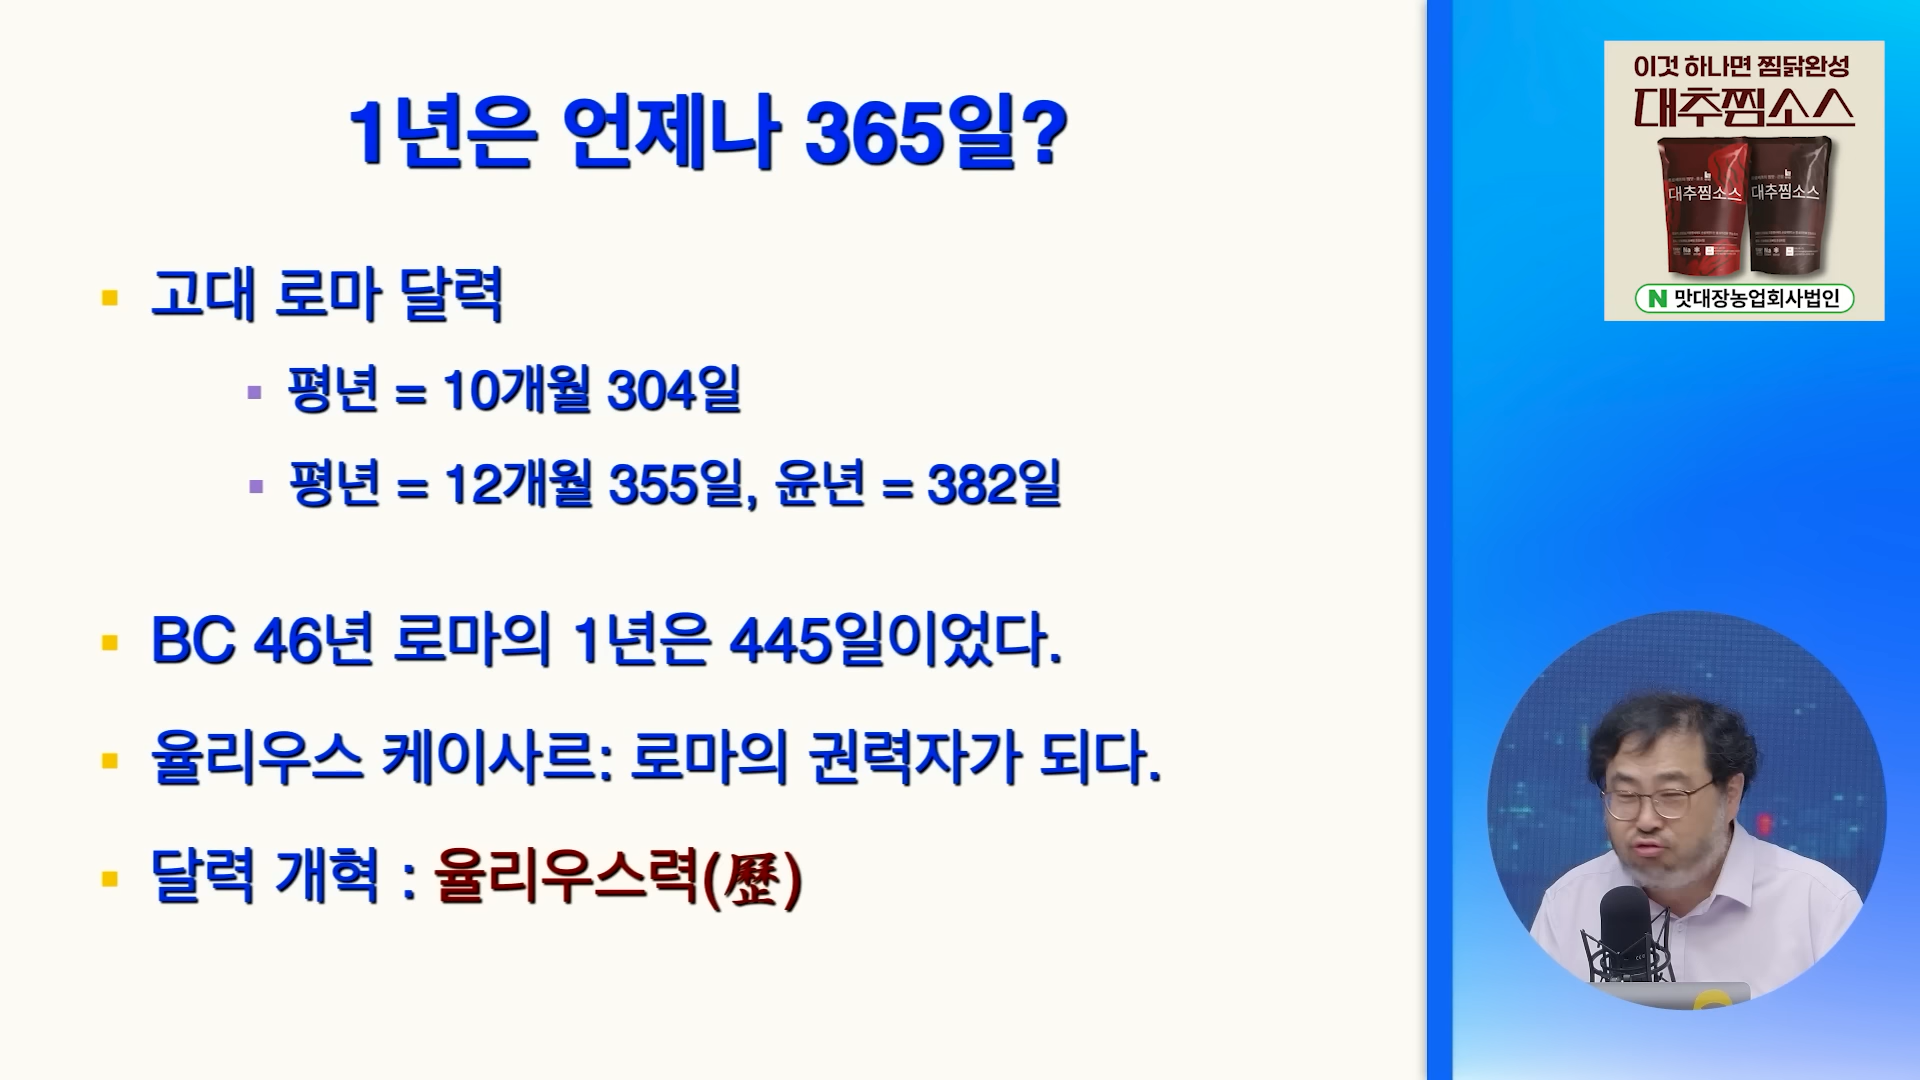 1년은 언제나 365일?
고대 로마 달력
평년 = 10개월 304일
평년 = 12개월 355일, 윤년 = 382일
BC 46년 로마의 1년은 445일이었다.
율리우스 케이사르: 로마의 권력자가 되다.
달력 개혁 : 율리우스력(歷)
이것 하나면 찜닭완성
대추찜소스
대추찜소스
대추찜소스
N 맛대장농업회사법인